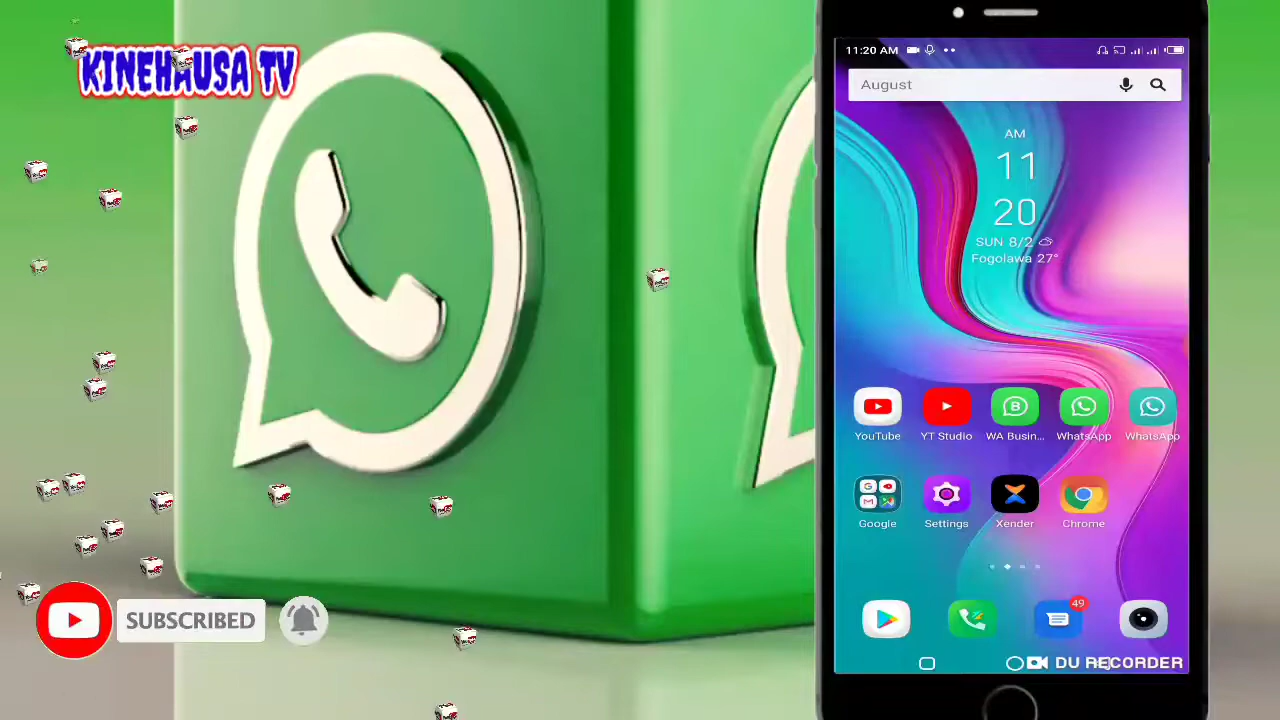 KINEHAUSA TV
SUBSCRIBED
11:20 AM
August
AM
11
20
SUN 8/2
Fogolawa 27°
YouTube
YT Studio
WA Busin...
WhatsApp
WhatsApp
Google
Settings
Xender
Chrome
49
DU RECORDER